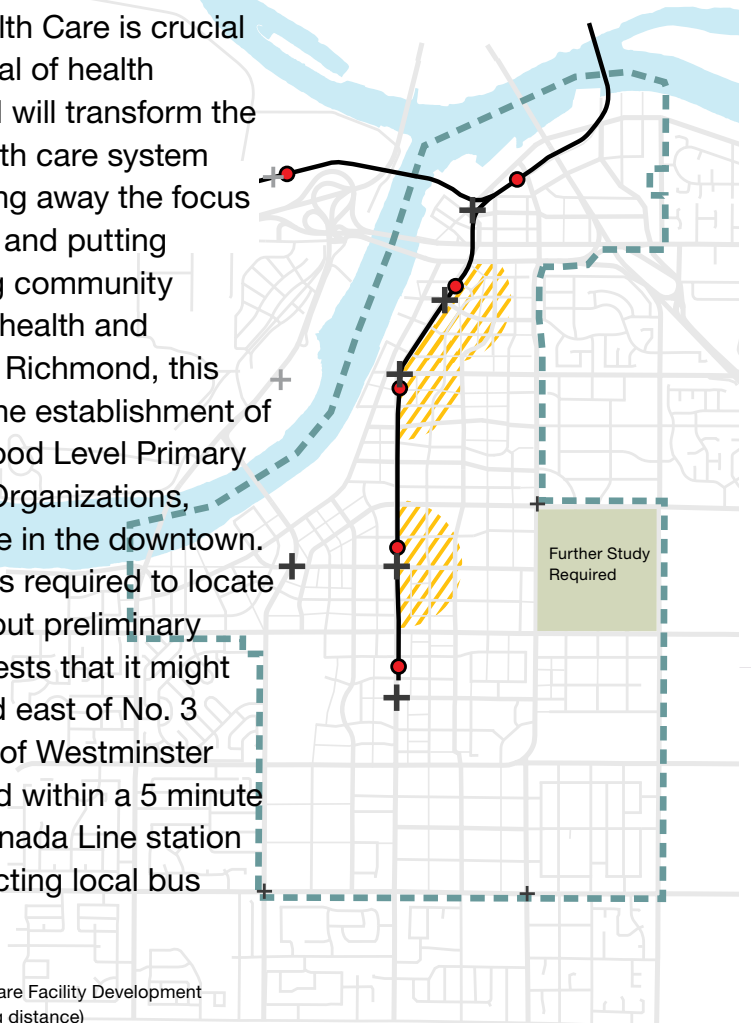 lth Care is crucial
al of health
l will transform the
th care system
ng away the focus
and putting
g community
health and
Richmond, this
ne establishment of
ood Level Primary
Organizations,
e in the downtown.
s required to locate
out preliminary
ests that it might
d east of No. 3
of Westminster
d within a 5 minute
nada Line station
cting local bus
Further Study
Required
are Facility Development
g distance)